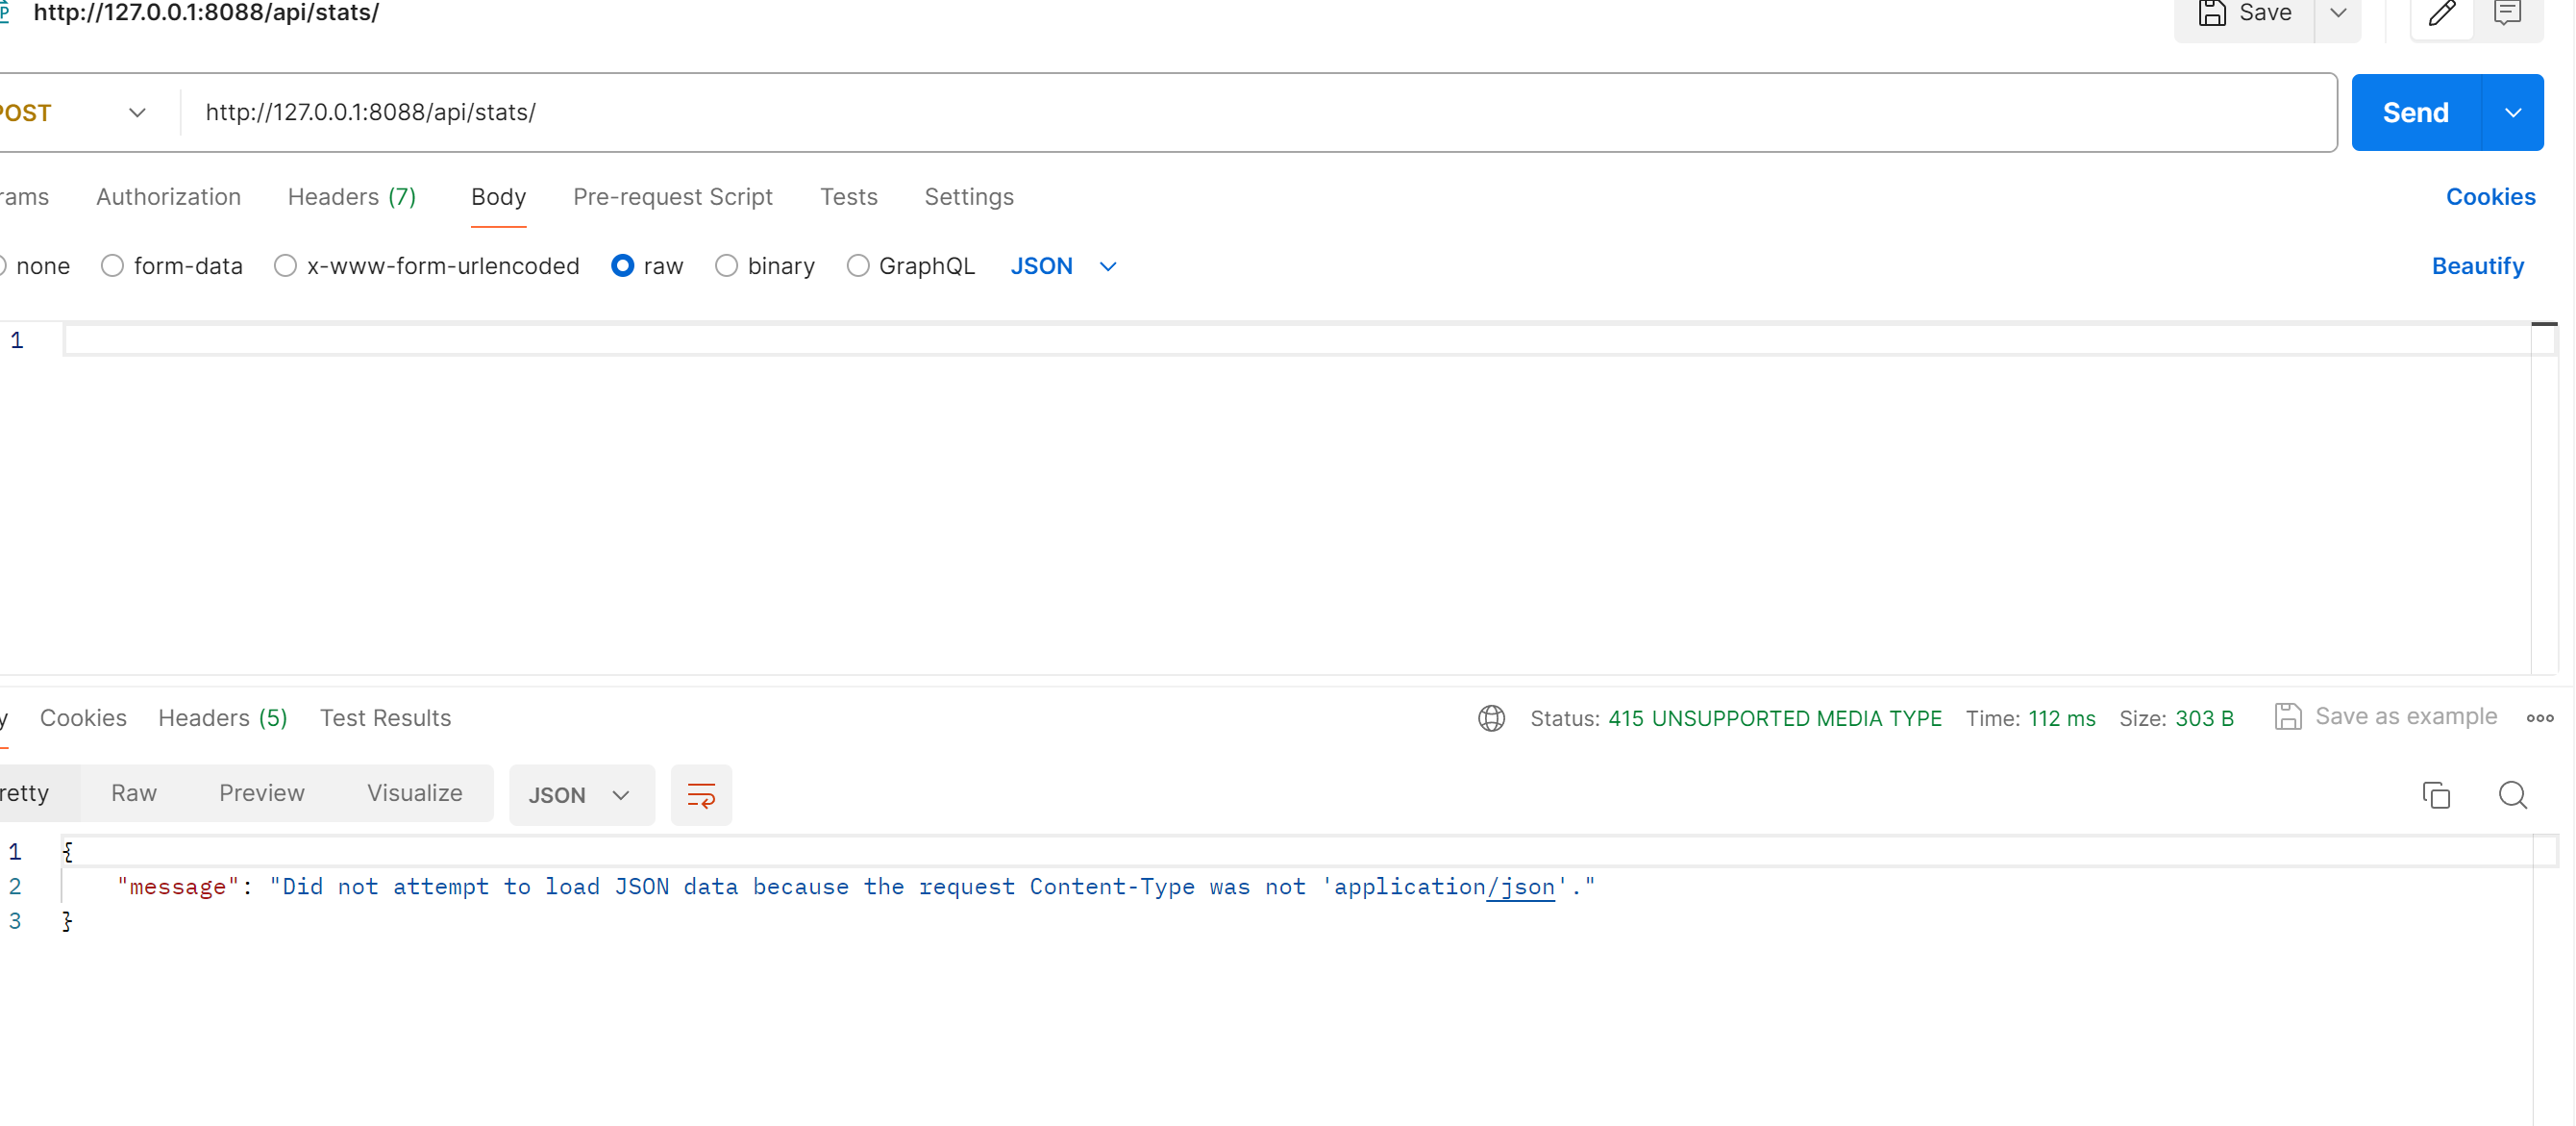 http://127.0.0.1:8088/api/stats/
Save
POST
http://127.0.0.1:8088/api/stats/
Send
rams Authorization Headers (7) Body Pre-request Script Tests Settings Cookies
none form-data x-www-form-urlencoded raw binary GraphQL JSON Beautify
1
y Cookies Headers (5) Test Results Status: 415 UNSUPPORTED MEDIA TYPE Time: 112 ms Size: 303 B Save as example
retty Raw Preview Visualize JSON
1 {
2 "message": "Did not attempt to load JSON data because the request Content-Type was not 'application/json'."
3 }